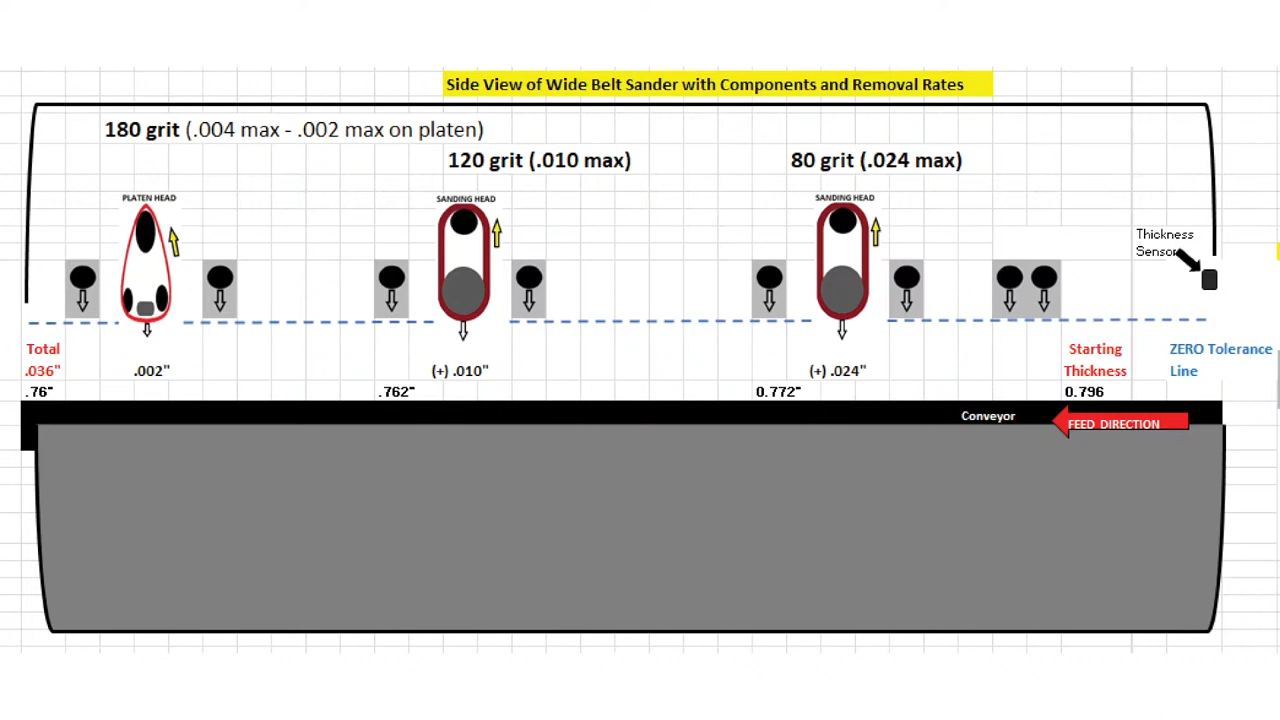 Side View of Wide Belt Sander with Components and Removal Rates
180 grit (.004 max - .002 max on platen)
120 grit (.010 max)
80 grit (.024 max)
PLATEN HEAD
SANDING HEAD
SANDING HEAD
Thickness
Sensor
Total
.036"
.002"
(+) .010"
(+) .024"
Starting
Thickness
ZERO Tolerance
Line
.76"
.762"
0.772"
0.796
Conveyor
FEED DIRECTION